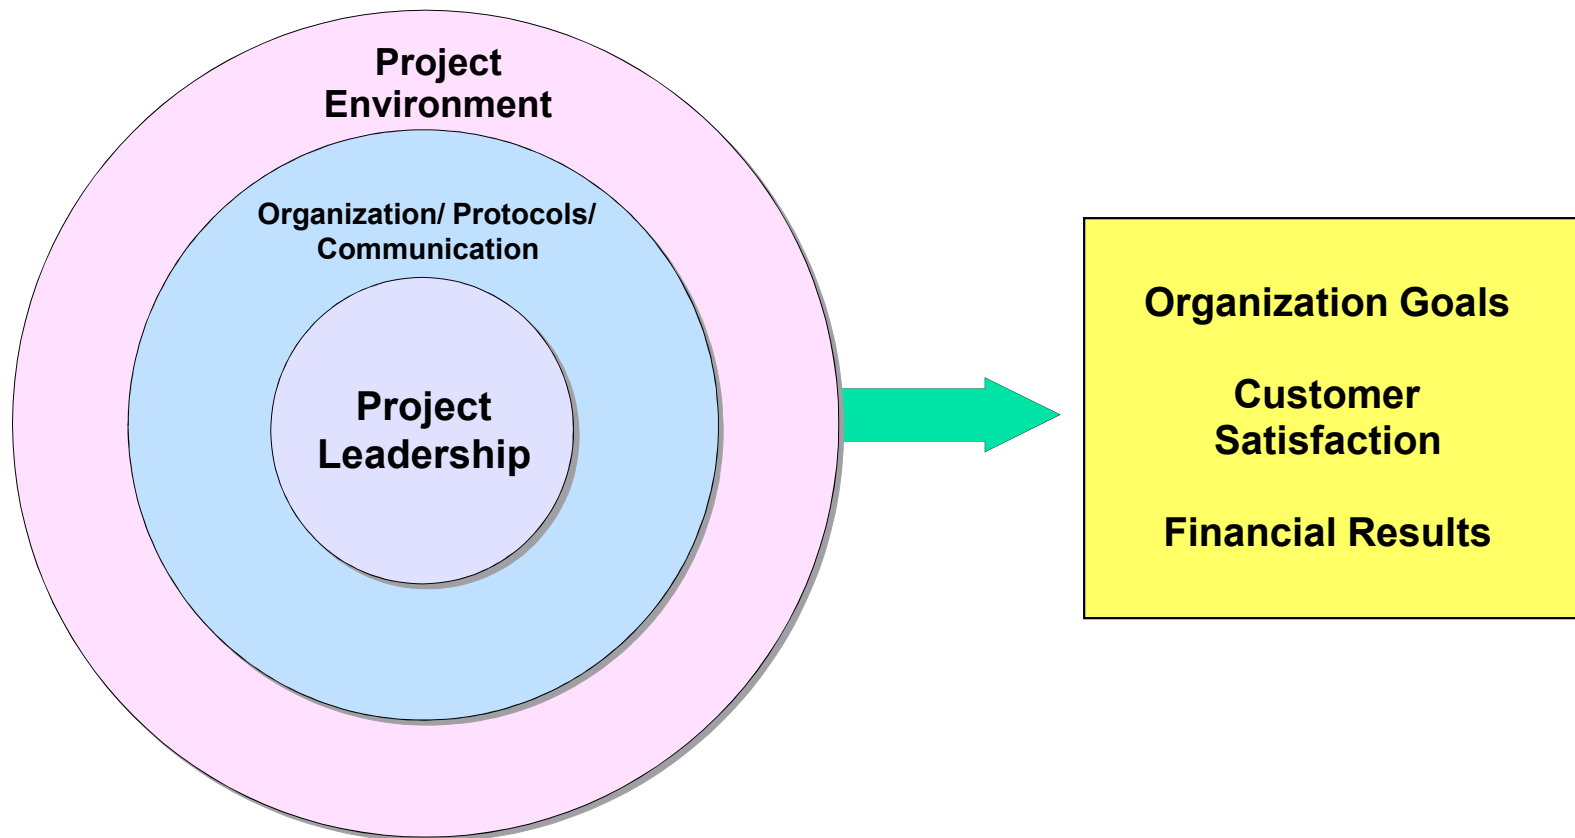 Project
Environment
Organization/ Protocols/
Communication
Project
Leadership
Organization Goals
Customer
Satisfaction
Financial Results